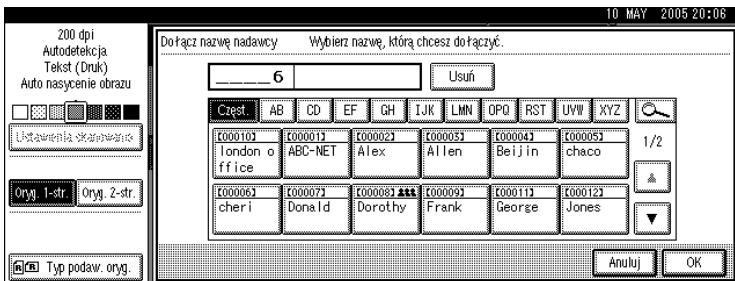 10 MAY 2005 20:06
200 dpi
Autodetekcja
Tekst (Druk)
Auto nasycenie obrazu
Ustawienia skanowania
Oryg. 1-str. Oryg. 2-str.
Typ podaw. oryg.
Dołącz nazwę nadawcy Wybierz nazwę, którą chcesz dołączyć.
____6 Usuń
Częst. AB CD EF GH IJK LMN OPQ RST UVW XYZ
[00010] [00001] [00002] [00003] [00004] [00005]
london o ABC-NET Alex Allen Beijin chaco
ffice
1/2
[00006] [00007] [00008] [00009] [00011] [00012]
cheri Donald Dorothy Frank George Jones
Anuluj OK